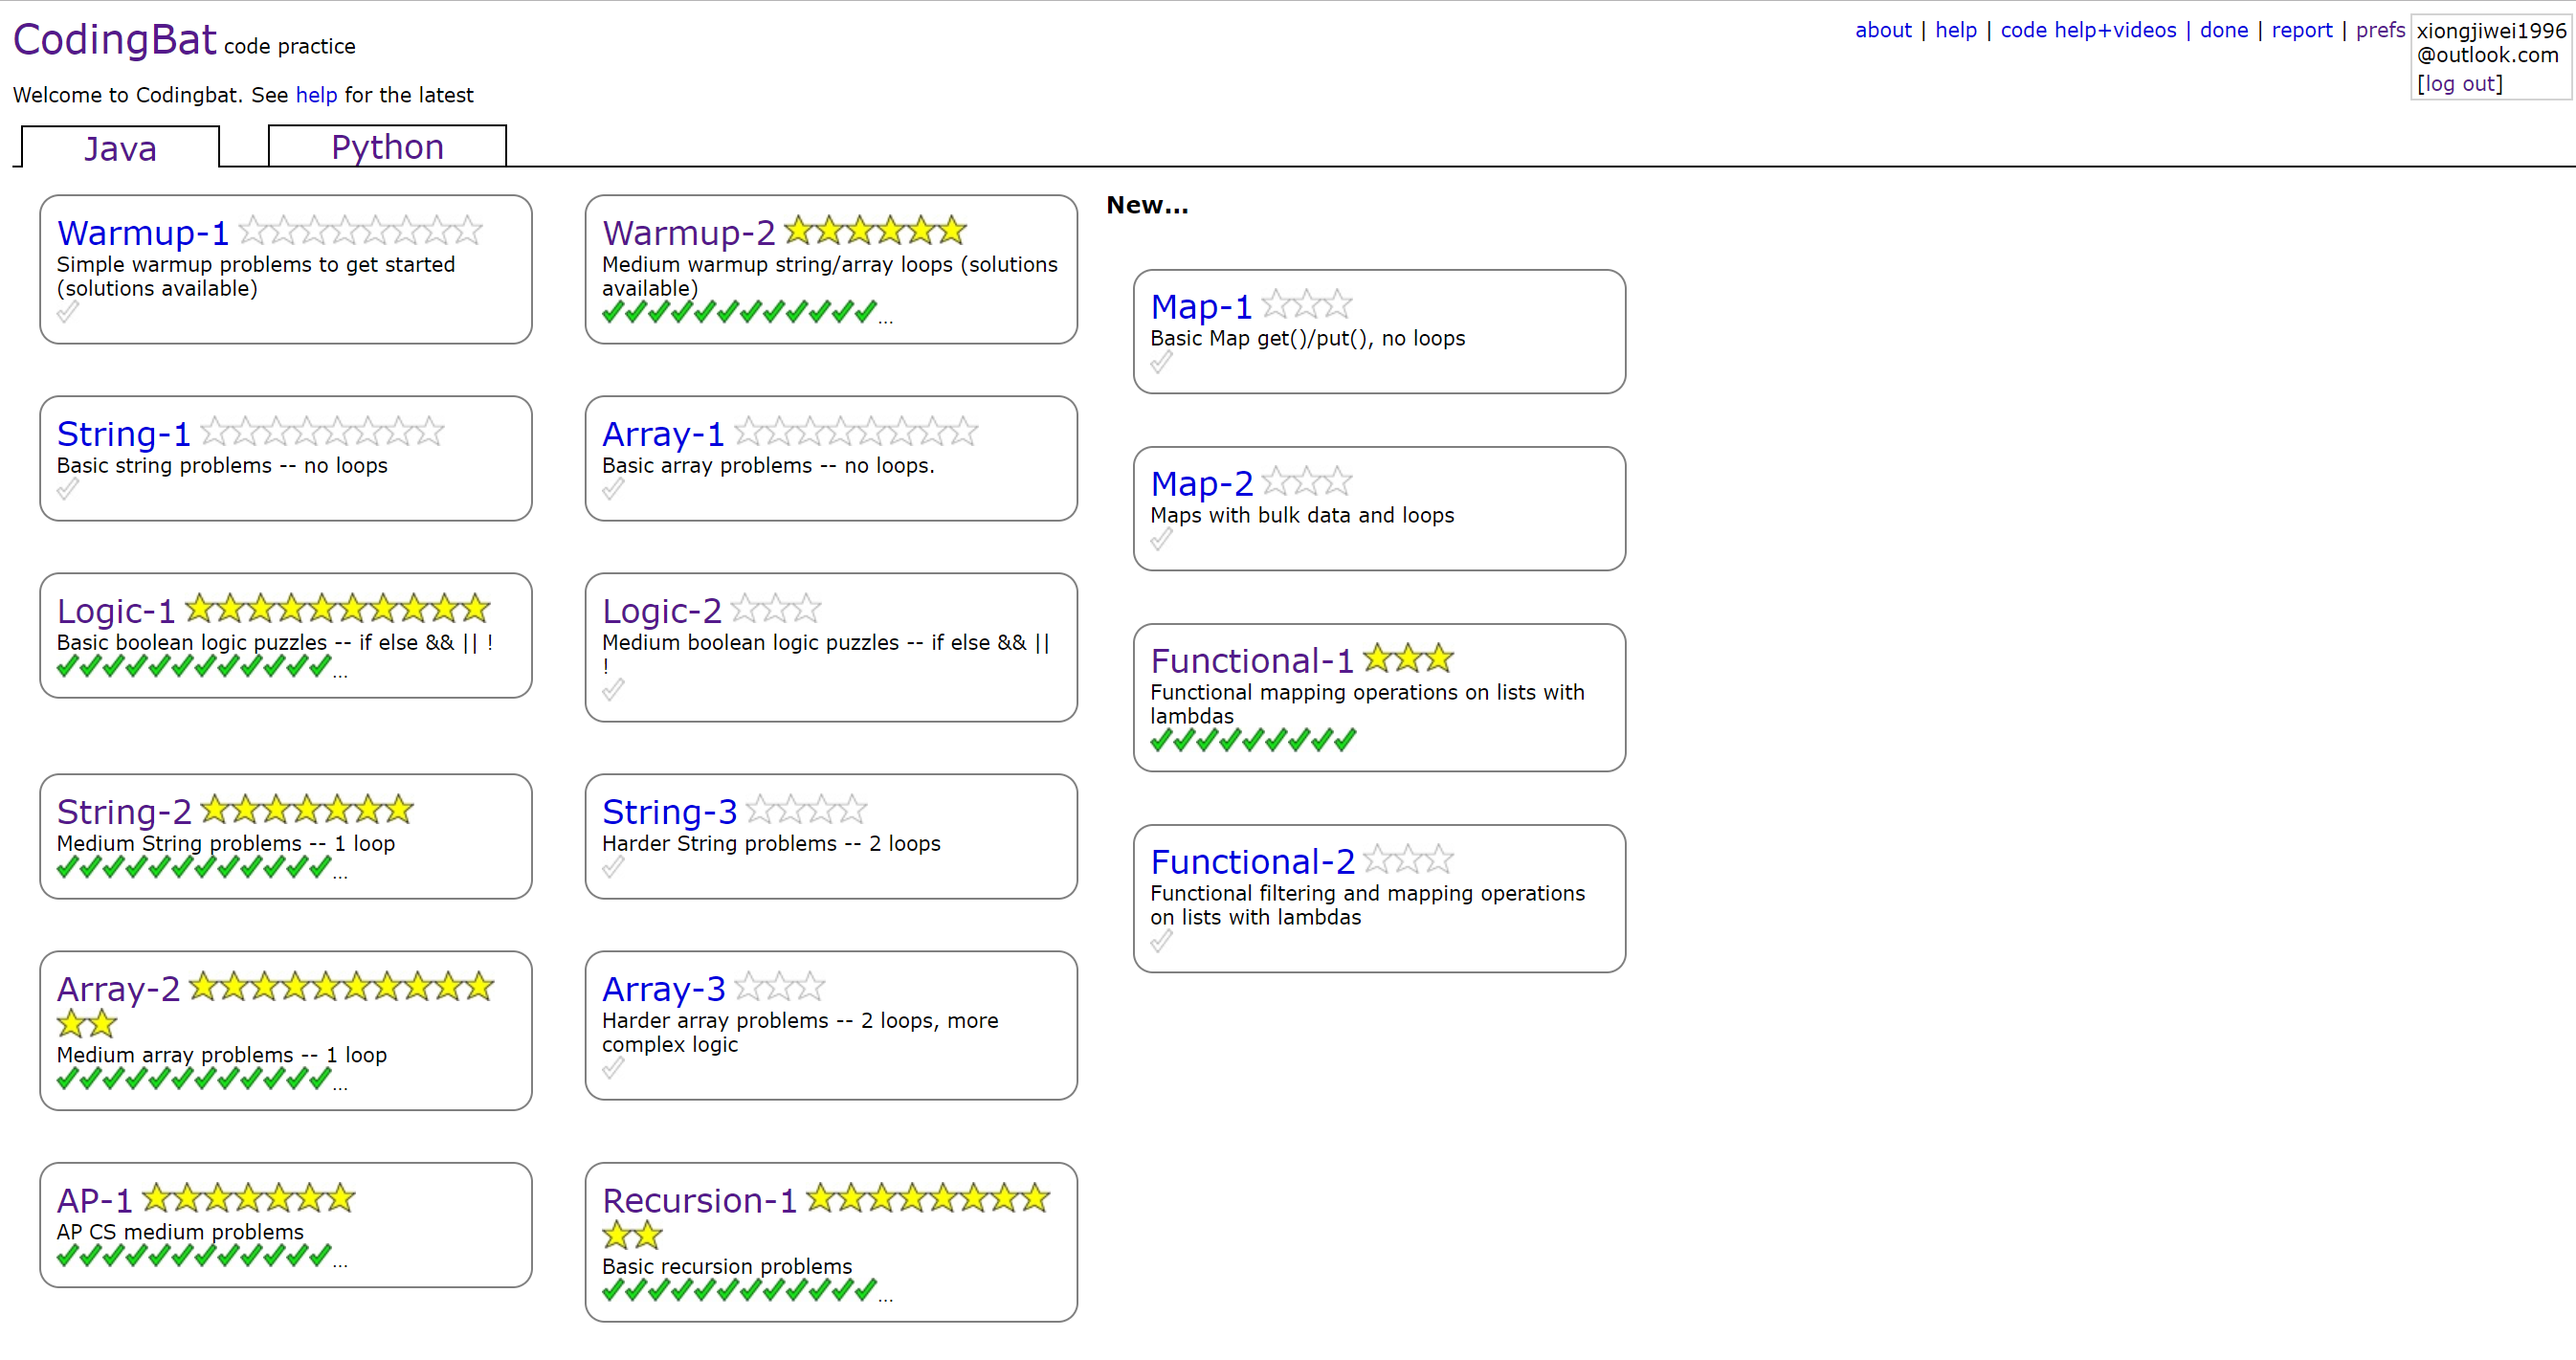 CodingBat code practice
about | help | code help+videos | done | report | prefs
xiongjiwei1996
@outlook.com
[log out]
Welcome to Codingbat. See help for the latest
Java
Python
Warmup-1
Simple warmup problems to get started
(solutions available)
Warmup-2
Medium warmup string/array loops (solutions
available)
...
String-1
Basic string problems -- no loops
Array-1
Basic array problems -- no loops.
Logic-1
Basic boolean logic puzzles -- if else && || !
...
Logic-2
Medium boolean logic puzzles -- if else && ||
!
String-2
Medium String problems -- 1 loop
...
String-3
Harder String problems -- 2 loops
Array-2
Medium array problems -- 1 loop
...
Array-3
Harder array problems -- 2 loops, more
complex logic
AP-1
AP CS medium problems
...
Recursion-1
Basic recursion problems
...
New...
Map-1
Basic Map get()/put(), no loops
Map-2
Maps with bulk data and loops
Functional-1
Functional mapping operations on lists with
lambdas
Functional-2
Functional filtering and mapping operations
on lists with lambdas